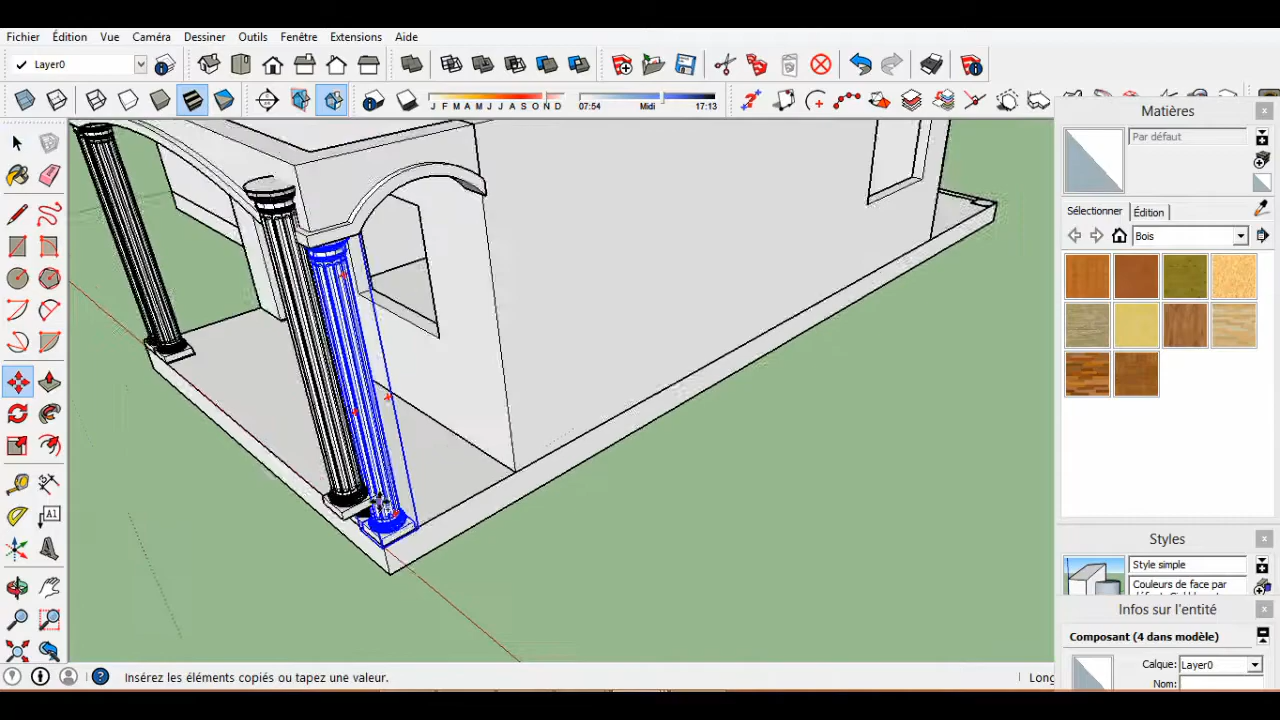 Fichier Édition Vue Caméra Dessiner Outils Fenêtre Extensions Aide
Layer0
J F M A M J J A S O N D 07:54 Midi 17:13
Matières
Par défaut
Sélectionner Édition
Bois
A1
Styles
Style simple
Couleurs de face par
Infos sur l'entité
Composant (4 dans modèle)
Calque: Layer0
Nom:
Insérez les éléments copiés ou tapez une valeur.
Long